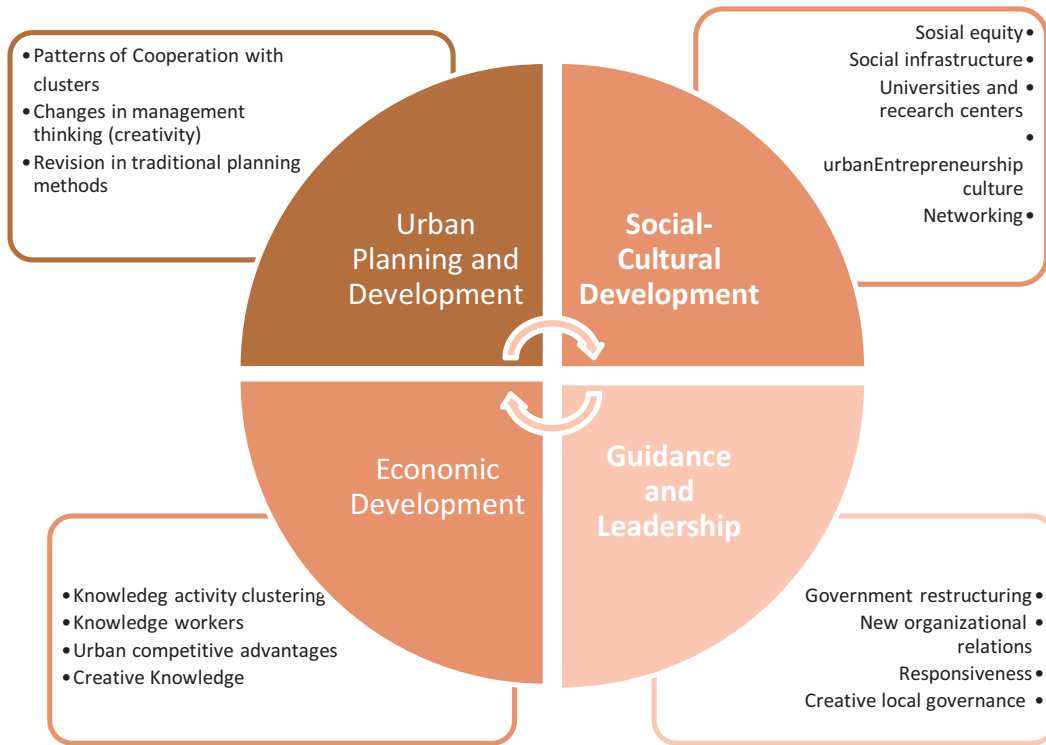 •Patterns of Cooperation with
clusters
•Changes in management
thinking (creativity)
•Revision in traditional planning
methods
Sosial equity•
Social infrastructure•
Universities and •
recearch centers
•
urbanEntrepreneurship
culture
Networking•
Urban
Planning and
Development
Social-
Cultural
Development
Economic
Development
Guidance
and
Leadership
•Knowledeg activity clustering
•Knowledge workers
•Urban competitive advantages
•Creative Knowledge
Government restructuring•
New organizational •
relations
Responsiveness•
Creative local governance •